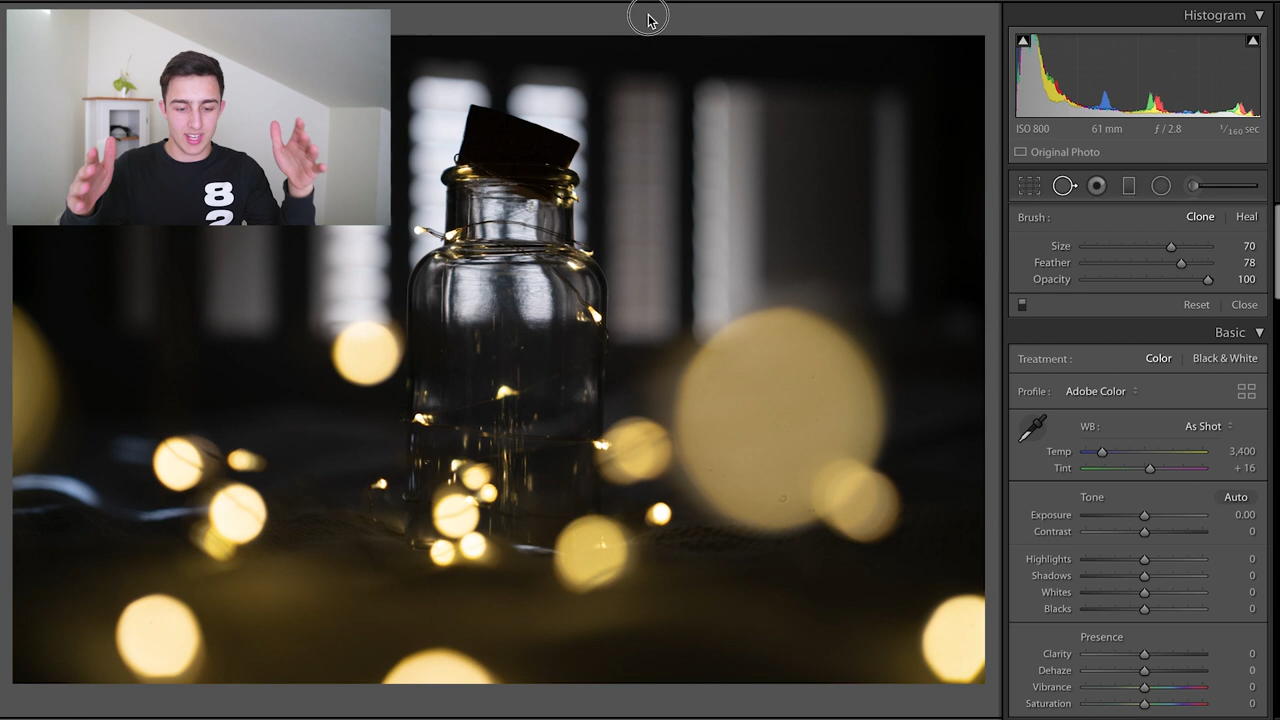 8
2
Histogram
ISO 800 61 mm ƒ / 2.8 1/160 sec
Original Photo
Brush : Clone Heal
Size 70
Feather 78
Opacity 100
Reset Close
Basic
Treatment : Color Black & White
Profile : Adobe Color
WB : As Shot
Temp 3,400
Tint + 16
Tone Auto
Exposure 0.00
Contrast 0
Highlights 0
Shadows 0
Whites 0
Blacks 0
Presence
Clarity 0
Dehaze 0
Vibrance 0
Saturation 0